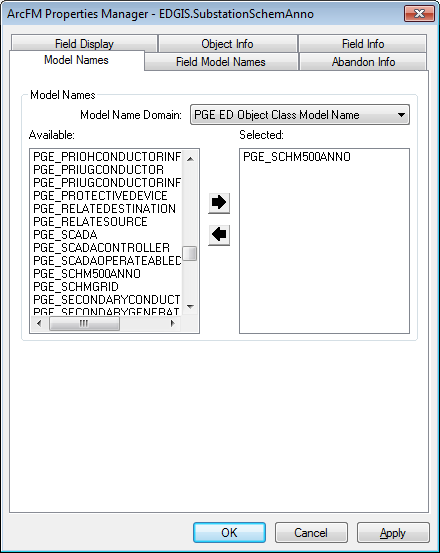 ArcFM Properties Manager - EDGIS.SubstationSchemAnno
Field Display Object Info Field Info
Model Names Field Model Names Abandon Info
Model Names
Model Name Domain: PGE ED Object Class Model Name
Available: Selected:
PGE_PRIOHCONDUCTORINF PGE_SCHM500ANNO
PGE_PRIUGCONDUCTOR
PGE_PRIUGCONDUCTORINF
PGE_PROTECTIVEDEVICE
PGE_RELATEDESTINATION
PGE_RELATESOURCE
PGE_SCADA
PGE_SCADACONTROLLER
PGE_SCADAOPERATEABLED
PGE_SCHM500ANNO
PGE_SCHMGRID
PGE_SECONDARYCONDUCT
PGE_SECONDARYGENERAT
OK Cancel Apply